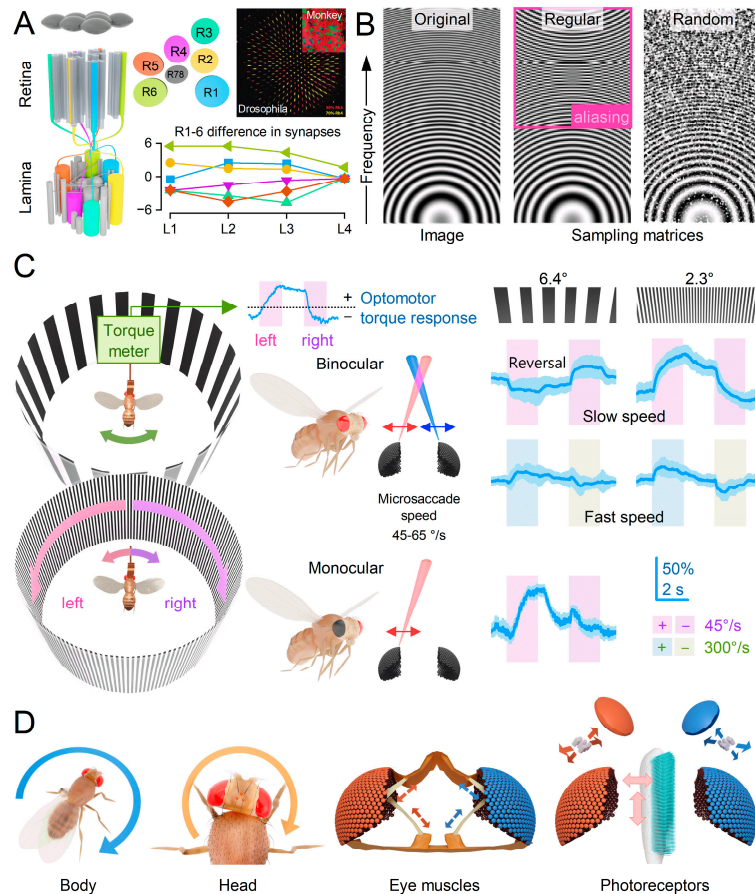 A
Retina
Lamina
R3
R4
R5
R2
R78
R6
R1
Monkey
Drosophila
R1-6 difference in synapses
6
0
−6
L1
L2
L3
L4
B
Original
Regular
Random
aliasing
Frequency
Image
Sampling matrices
C
Torque
meter
+ Optomotor
− torque response
left
right
6.4°
2.3°
Binocular
Reversal
Slow speed
Microsaccade
speed
45-65 °/s
Fast speed
left
right
Monocular
50%
2 s
+ − 45°/s
+ − 300°/s
D
Body
Head
Eye muscles
Photoreceptors